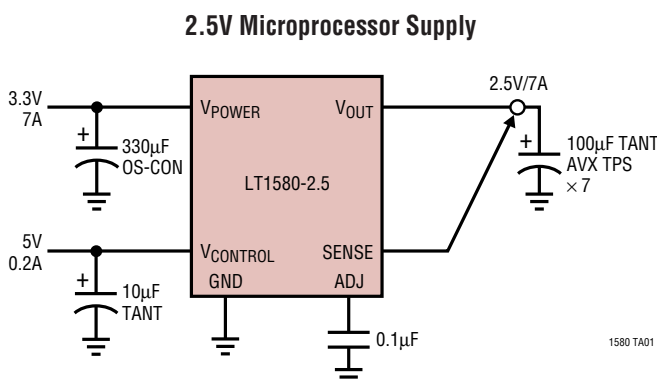 2.5V Microprocessor Supply
3.3V
7A
+
330μF
OS-CON
VPOWER
VOUT
2.5V/7A
+
100μF TANT
AVX TPS
× 7
LT1580-2.5
5V
0.2A
+
10μF
TANT
VCONTROL
SENSE
GND
ADJ
0.1μF
1580 TA01